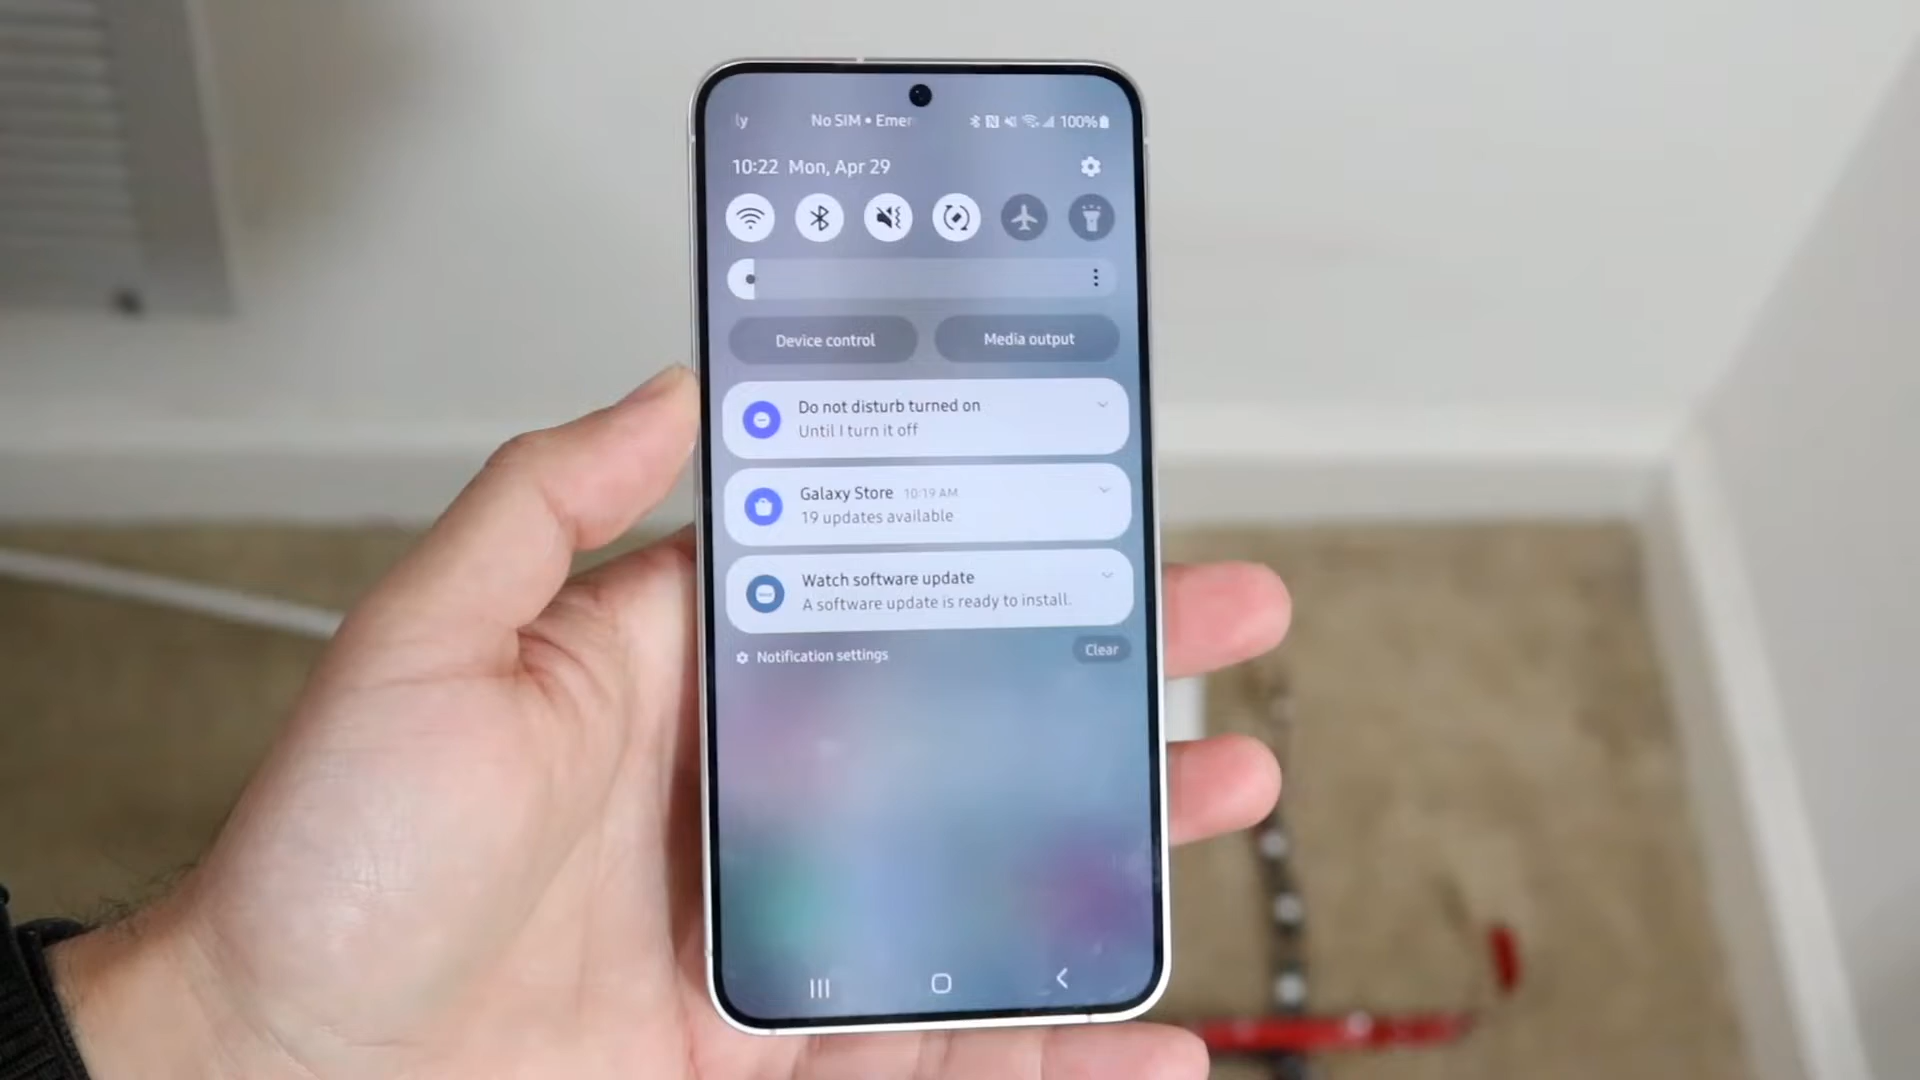 ly No SIM • Emer 100%
10:22 Mon, Apr 29
Device control Media output
Do not disturb turned on
Until I turn it off
Galaxy Store 10:19 AM
19 updates available
Watch software update
A software update is ready to install.
Notification settings Clear